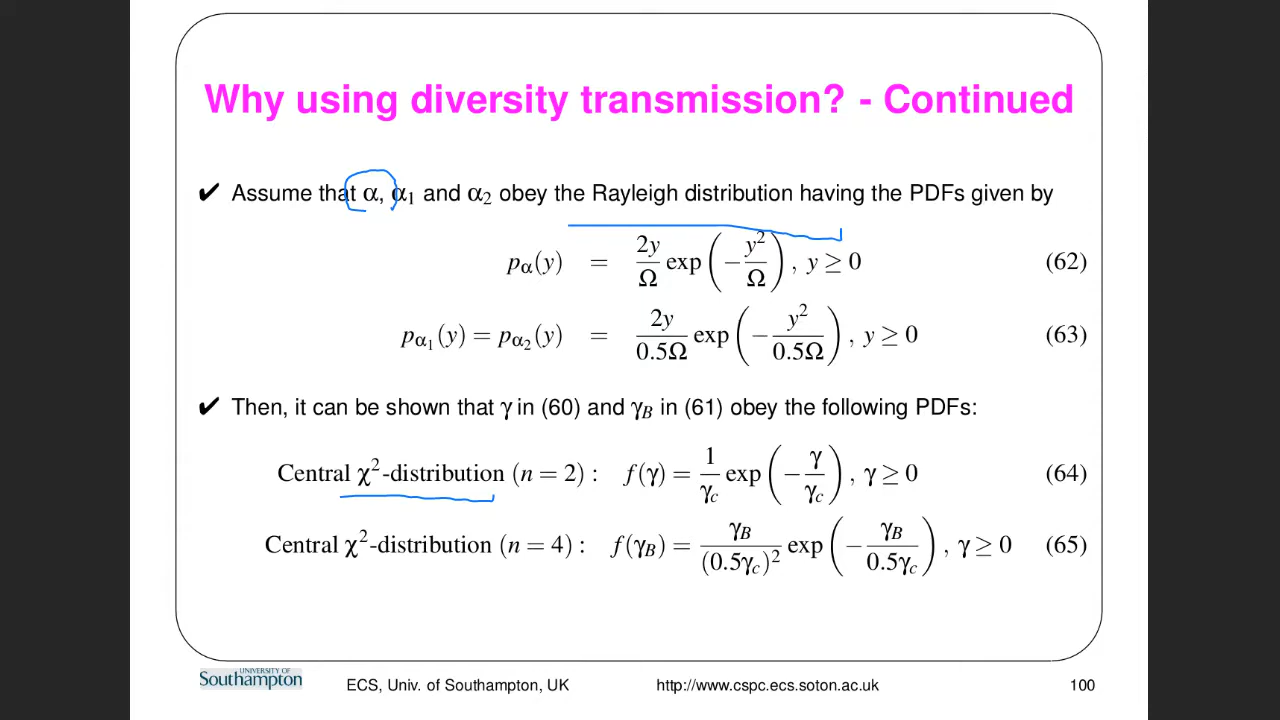 Why using diversity transmission? - Continued
✔ Assume that α, α₁ and α₂ obey the Rayleigh distribution having the PDFs given by
p_α(y) = 2y/Ω exp(−y²/Ω), y ≥ 0 (62)
p_α₁(y) = p_α₂(y) = 2y/0.5Ω exp(−y²/0.5Ω), y ≥ 0 (63)
✔ Then, it can be shown that γ in (60) and γ_B in (61) obey the following PDFs:
Central χ²-distribution (n = 2) : f(γ) = 1/γ_c exp(−γ/γ_c), γ ≥ 0 (64)
Central χ²-distribution (n = 4) : f(γ_B) = γ_B/(0.5γ_c)² exp(−γ_B/0.5γ_c), γ ≥ 0 (65)
UNIVERSITY OF
Southampton
ECS, Univ. of Southampton, UK http://www.cspc.ecs.soton.ac.uk 100